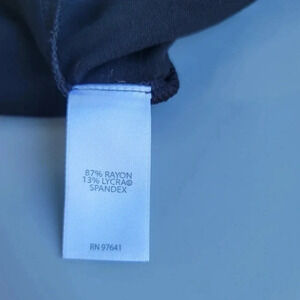 87% RAYON
13% LYCRA®
SPANDEX
RN 97641